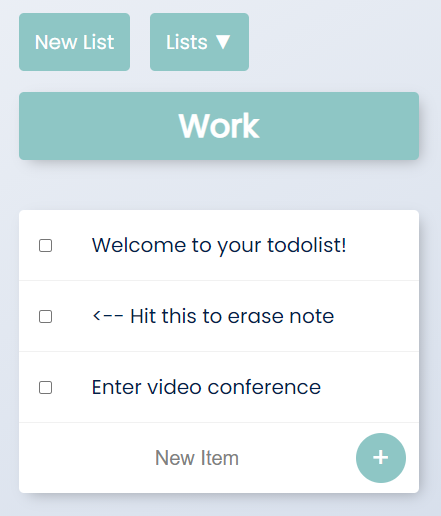 New List
Lists ▼
Work
Welcome to your todolist!
<-- Hit this to erase note
Enter video conference
New Item
+